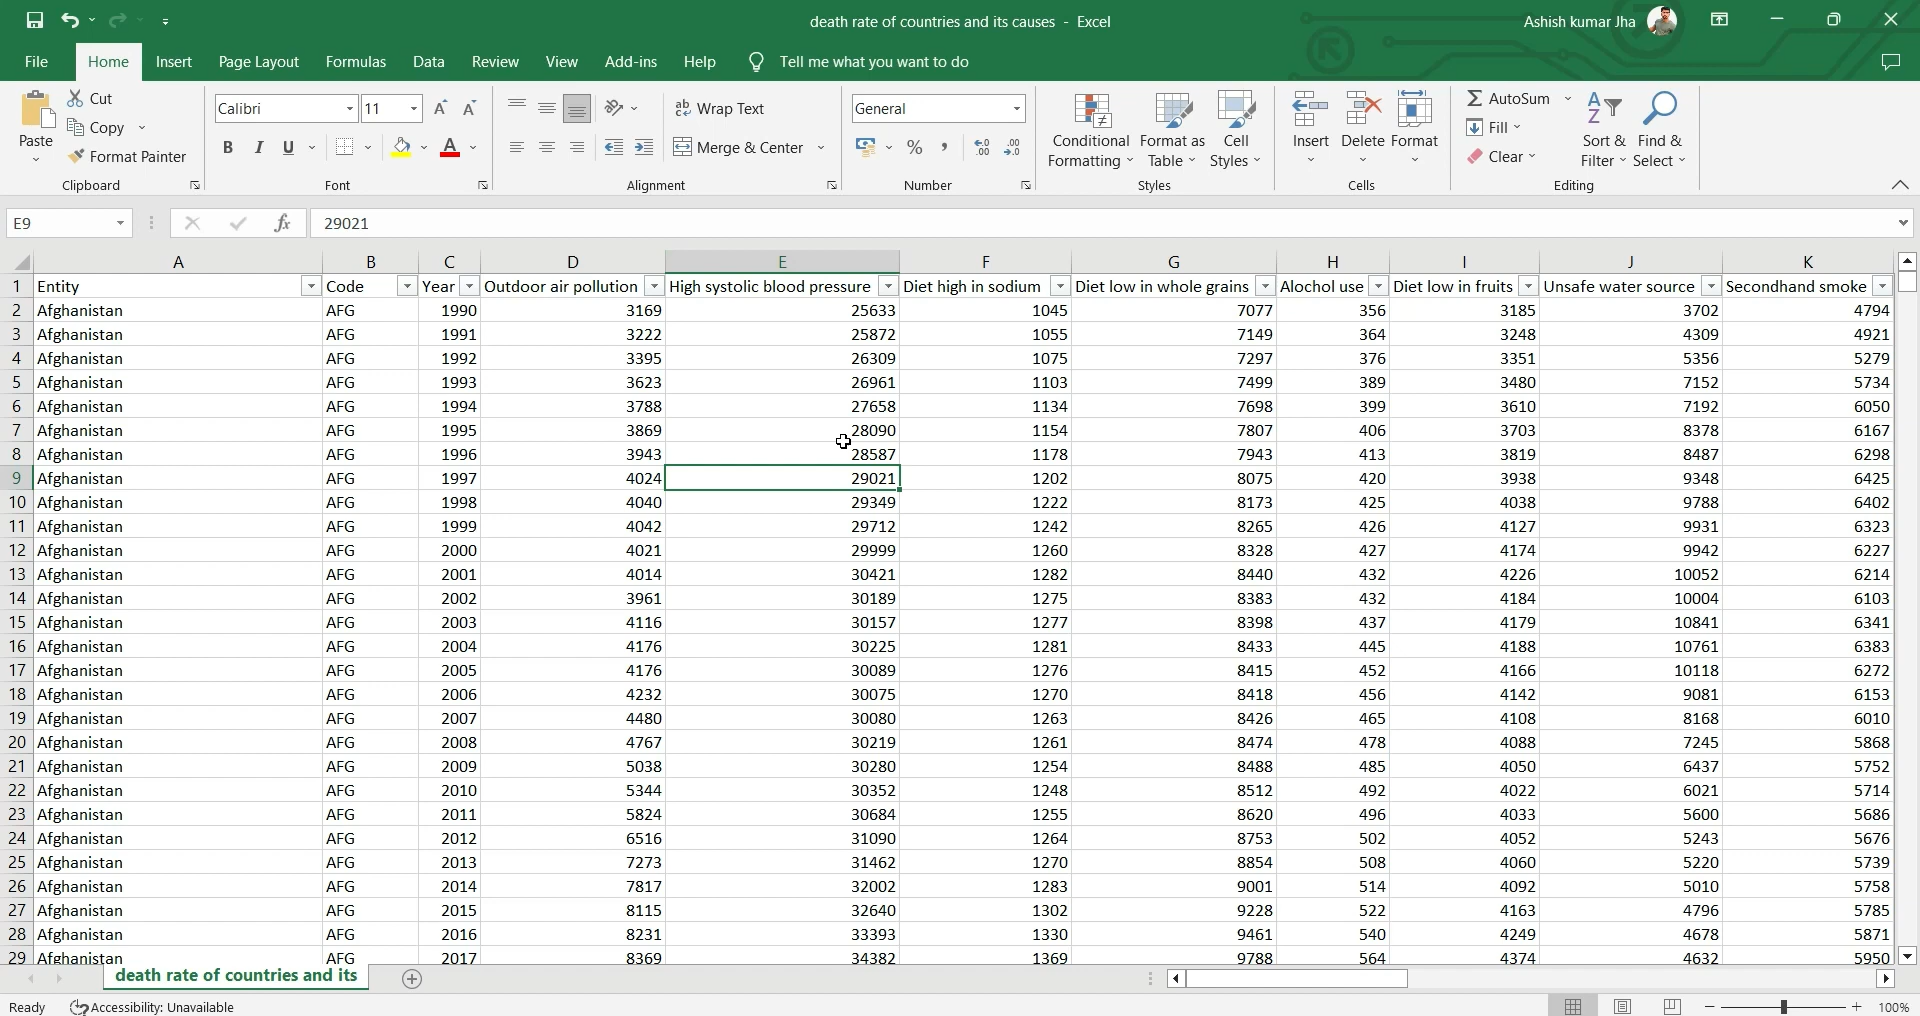 death rate of countries and its causes - Excel
Ashish kumar Jha
File Home Insert Page Layout Formulas Data Review View Add-ins Help Tell me what you want to do
Paste
Cut
Copy
Format Painter
Clipboard
Calibri 11
B I U A
Font
Wrap Text
Merge & Center
Alignment
General
% ,
Number
Conditional Formatting
Format as Table
Cell Styles
Styles
Insert Delete Format
Cells
AutoSum
Fill
Clear
Sort & Filter
Find & Select
Editing
E9 fx 29021
A B C D E F G H I J K
1 Entity Code Year Outdoor air pollution High systolic blood pressure Diet high in sodium Diet low in whole grains Alochol use Diet low in fruits Unsafe water source Secondhand smoke
2 Afghanistan AFG 1990 3169 25633 1045 7077 356 3185 3702 4794
3 Afghanistan AFG 1991 3222 25872 1055 7149 364 3248 4309 4921
4 Afghanistan AFG 1992 3395 26309 1075 7297 376 3351 5356 5279
5 Afghanistan AFG 1993 3623 26961 1103 7499 389 3480 7152 5734
6 Afghanistan AFG 1994 3788 27658 1134 7698 399 3610 7192 6050
7 Afghanistan AFG 1995 3869 28090 1154 7807 406 3703 8378 6167
8 Afghanistan AFG 1996 3943 28587 1178 7943 413 3819 8487 6298
9 Afghanistan AFG 1997 4024 29021 1202 8075 420 3938 9348 6425
10 Afghanistan AFG 1998 4040 29349 1222 8173 425 4038 9788 6402
11 Afghanistan AFG 1999 4042 29712 1242 8265 426 4127 9931 6323
12 Afghanistan AFG 2000 4021 29999 1260 8328 427 4174 9942 6227
13 Afghanistan AFG 2001 4014 30421 1282 8440 432 4226 10052 6214
14 Afghanistan AFG 2002 3961 30189 1275 8383 432 4184 10004 6103
15 Afghanistan AFG 2003 4116 30157 1277 8398 437 4179 10841 6341
16 Afghanistan AFG 2004 4176 30225 1281 8433 445 4188 10761 6383
17 Afghanistan AFG 2005 4176 30089 1276 8415 452 4166 10118 6272
18 Afghanistan AFG 2006 4232 30075 1270 8418 456 4142 9081 6153
19 Afghanistan AFG 2007 4480 30080 1263 8426 465 4108 8168 6010
20 Afghanistan AFG 2008 4767 30219 1261 8474 478 4088 7245 5868
21 Afghanistan AFG 2009 5038 30280 1254 8488 485 4050 6437 5752
22 Afghanistan AFG 2010 5344 30352 1248 8512 492 4022 6021 5714
23 Afghanistan AFG 2011 5824 30684 1255 8620 496 4033 5600 5686
24 Afghanistan AFG 2012 6516 31090 1264 8753 502 4052 5243 5676
25 Afghanistan AFG 2013 7273 31462 1270 8854 508 4060 5220 5739
26 Afghanistan AFG 2014 7817 32002 1283 9001 514 4092 5010 5758
27 Afghanistan AFG 2015 8115 32640 1302 9228 522 4163 4796 5785
28 Afghanistan AFG 2016 8231 33393 1330 9461 540 4249 4678 5871
29 Afghanistan AFG 2017 8369 34382 1369 9788 564 4374 4632 5950
death rate of countries and its
Ready Accessibility: Unavailable 100%